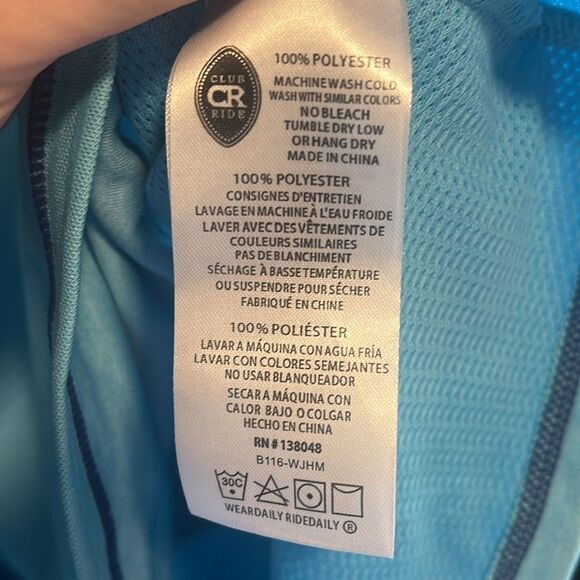 CLUB
CR
RIDE
100% POLYESTER
MACHINE WASH COLD
WASH WITH SIMILAR COLORS
NO BLEACH
TUMBLE DRY LOW
OR HANG DRY
MADE IN CHINA
100% POLYESTER
CONSIGNES D'ENTRETIEN
LAVAGE EN MACHINE À L'EAU FROIDE
LAVER AVEC DES VÊTEMENTS DE
COULEURS SIMILAIRES
PAS DE BLANCHIMENT
SÉCHAGE À BASSE TEMPÉRATURE
OU SUSPENDRE POUR SÉCHER
FABRIQUÉ EN CHINE
100% POLIÉSTER
LAVAR A MÁQUINA CON AGUA FRÍA
LAVAR CON COLORES SEMEJANTES
NO USAR BLANQUEADOR
SECAR A MÁQUINA CON
CALOR BAJO O COLGAR
HECHO EN CHINA
RN # 138048
B116-WJHM
30C
WEARDAILY RIDEDAILY ®